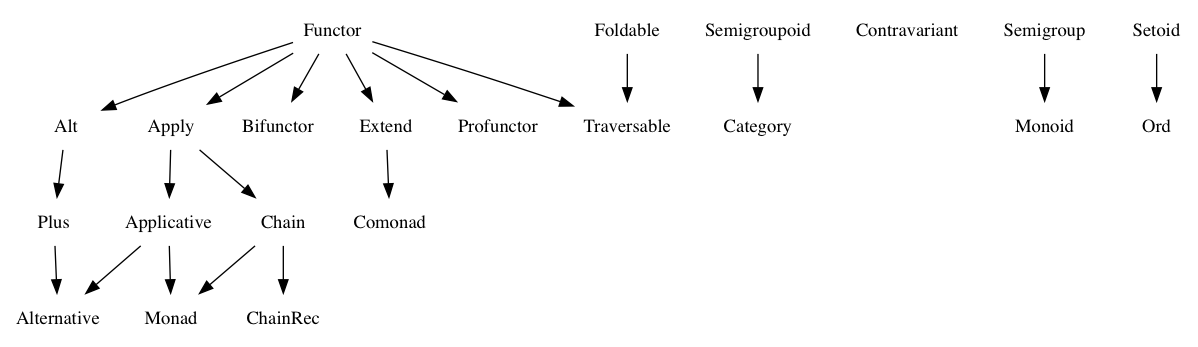 Functor Foldable Semigroupoid Contravariant Semigroup Setoid
Alt Apply Bifunctor Extend Profunctor Traversable Category Monoid Ord
Plus Applicative Chain Comonad
Alternative Monad ChainRec